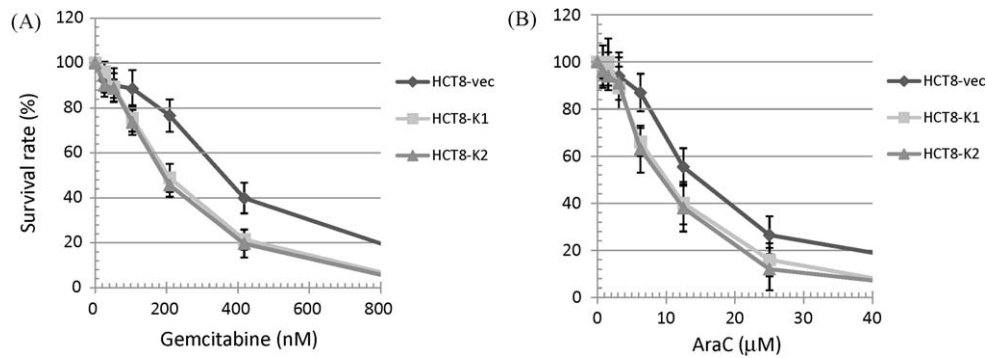 (A)
120
100
80
60
40
20
0
Survival rate (%)
0 200 400 600 800
Gemcitabine (nM)
HCT8-vec
HCT8-K1
HCT8-K2
(B)
120
100
80
60
40
20
0
0 10 20 30 40
AraC (μM)
HCT8-vec
HCT8-K1
HCT8-K2